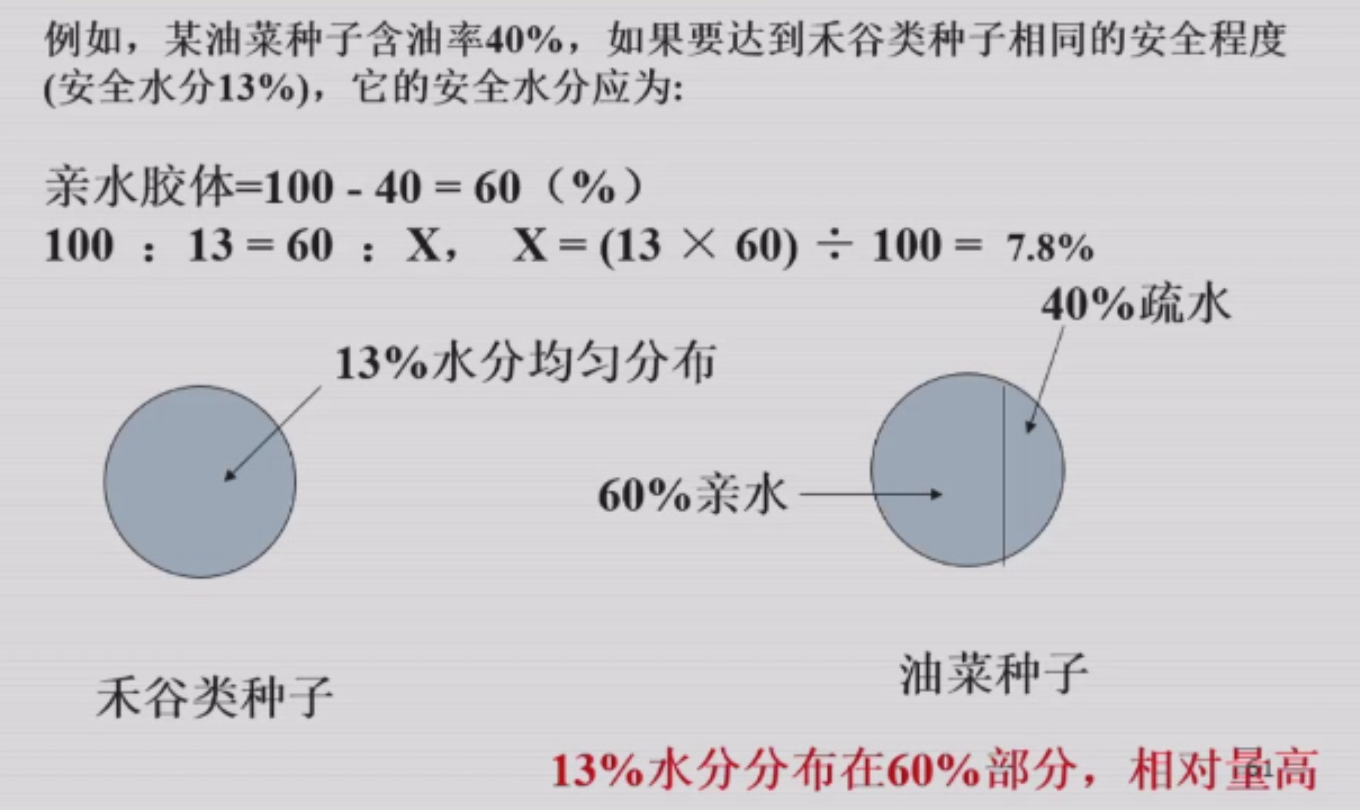 例如，某油菜种子含油率40%，如果要达到禾谷类种子相同的安全程度
(安全水分13%)，它的安全水分应为:
亲水胶体=100 - 40 = 60（%）
100 : 13 = 60 : X， X = (13 × 60) ÷ 100 = 7.8%
40%疏水
13%水分均匀分布
60%亲水
油菜种子
禾谷类种子
13%水分分布在60%部分，相对量高
61